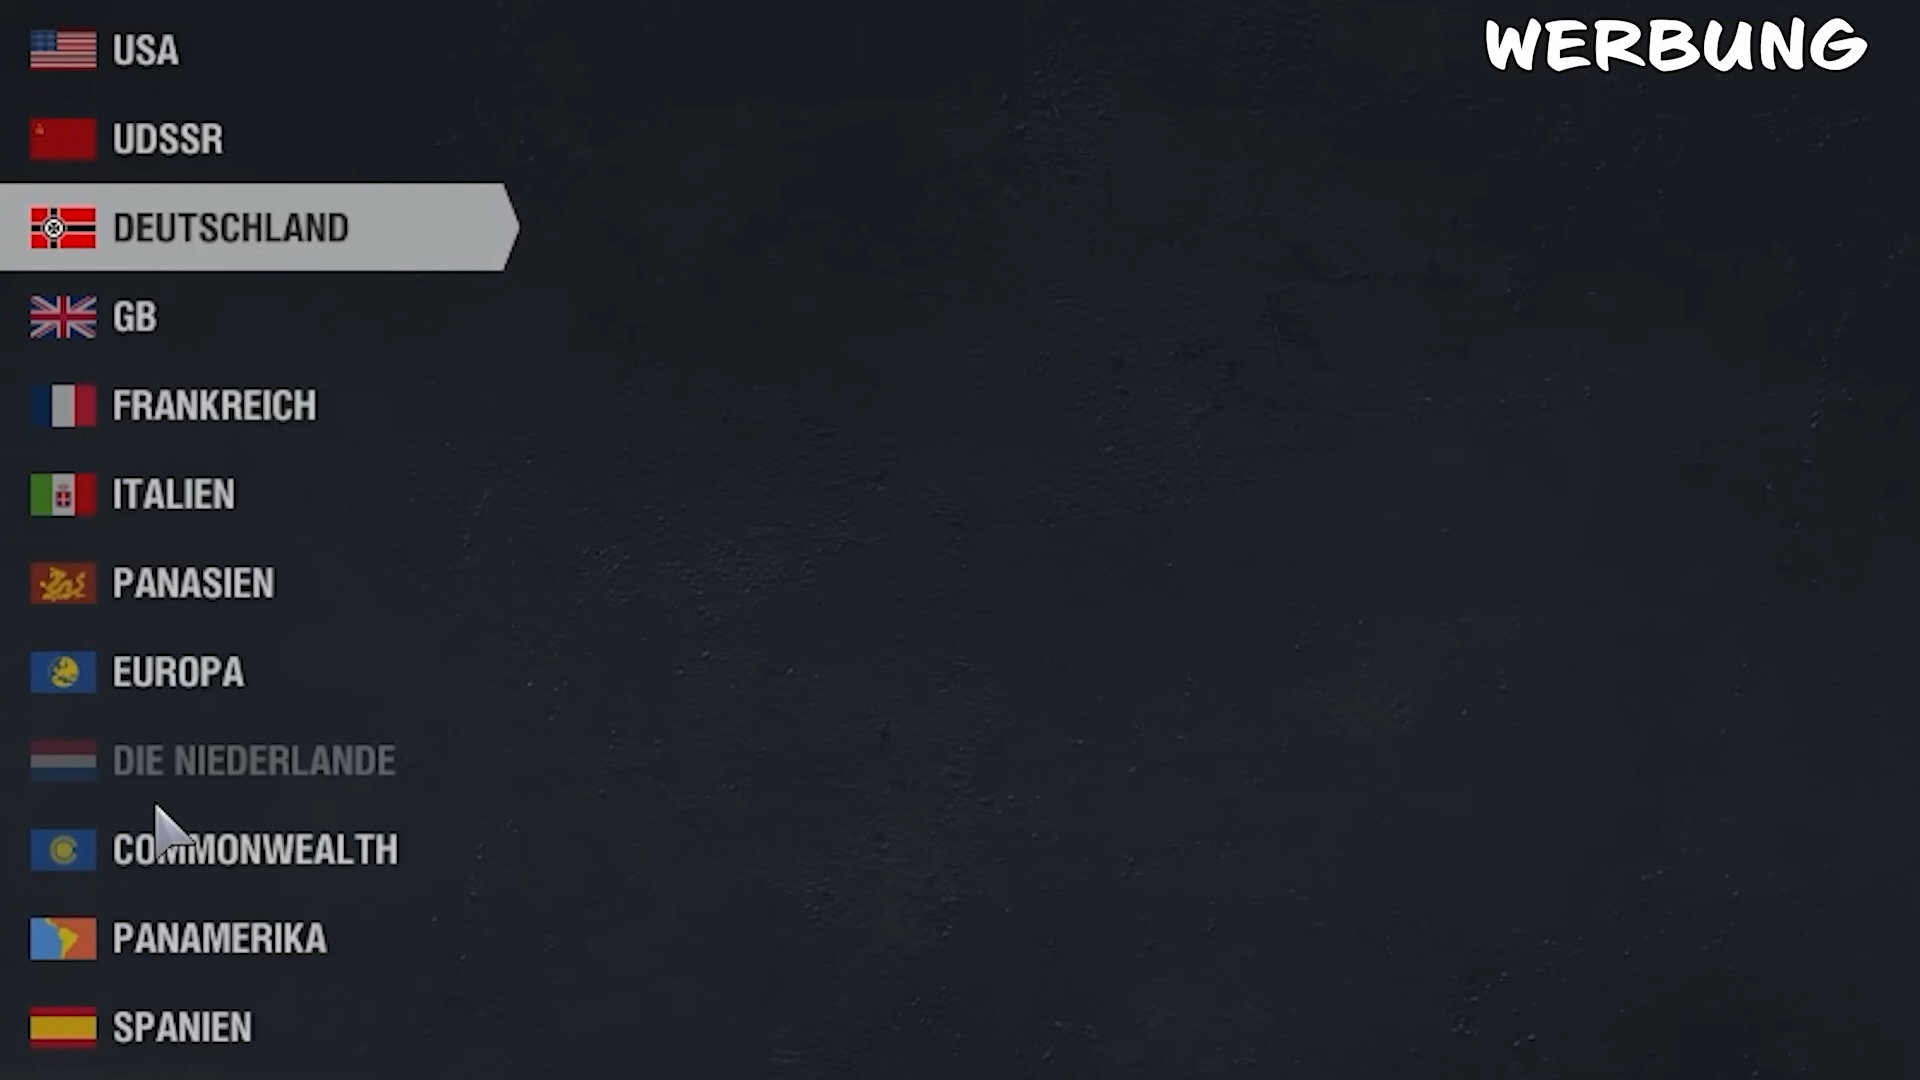 WERBUNG
USA
UDSSR
DEUTSCHLAND
GB
FRANKREICH
ITALIEN
PANASIEN
EUROPA
DIE NIEDERLANDE
COMMONWEALTH
PANAMERIKA
SPANIEN